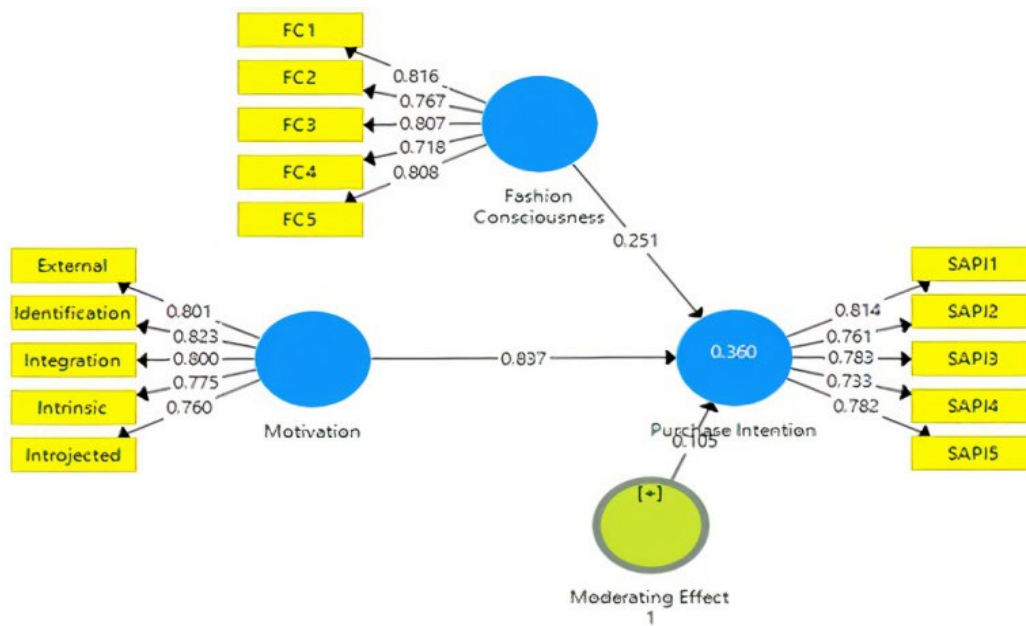 FC1
FC2
FC3
FC4
FC5
0.816
0.767
0.807
0.718
0.808
Fashion
Consciousness
0.251
External
Identification
Integration
Intrinsic
Introjected
0.801
0.823
0.800
0.775
0.760
Motivation
0.837
0.360
Purchase Intention
0.814
0.761
0.783
0.733
0.782
SAPI1
SAPI2
SAPI3
SAPI4
SAPI5
0.105
[+]
Moderating Effect
1